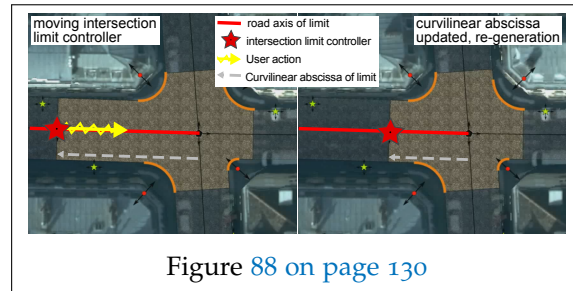 moving intersection
limit controller
road axis of limit
intersection limit controller
User action
Curvilinear abscissa of limit
curvilinear abscissa
updated, re-generation
Figure 88 on page 130